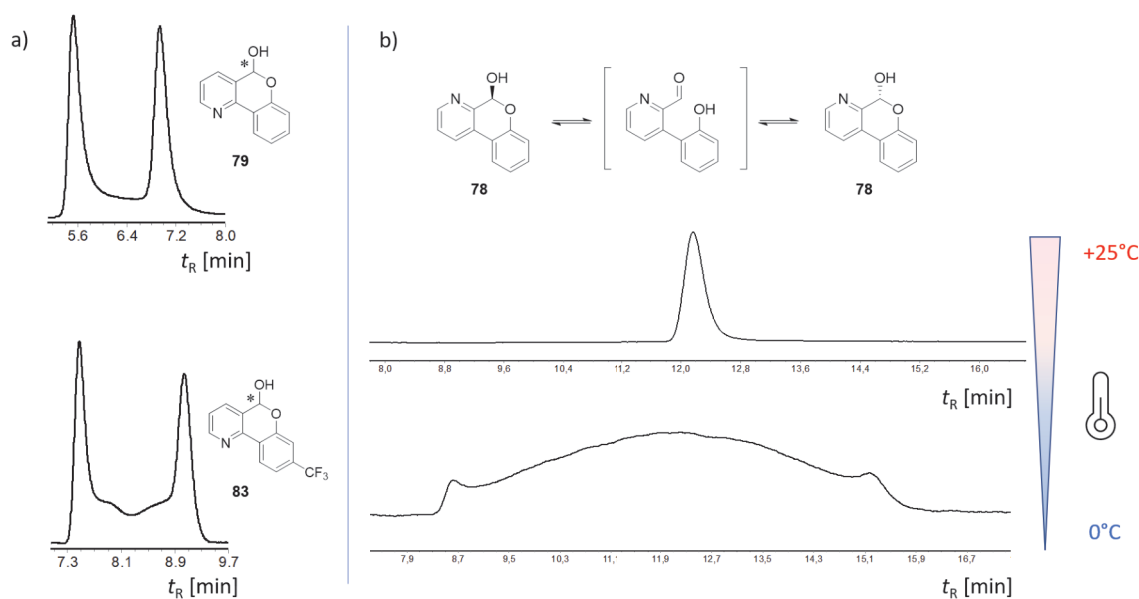 a)
OH
*
O
N
79
5.6 6.4 7.2 8.0
tR [min]
OH
*
O
N
CF3
83
7.3 8.1 8.9 9.7
tR [min]
b)
OH
N
O
78
O
N
OH
OH
N
O
78
8,0 8,8 9,6 10,4 11,2 12,0 12,8 13,6 14,4 15,2 16,0
tR [min]
7,9 8,7 9,5 10,3 11,' 11,9 12,7 13,5 14,3 15,1 15,9 16,7
tR [min]
+25°C
0°C